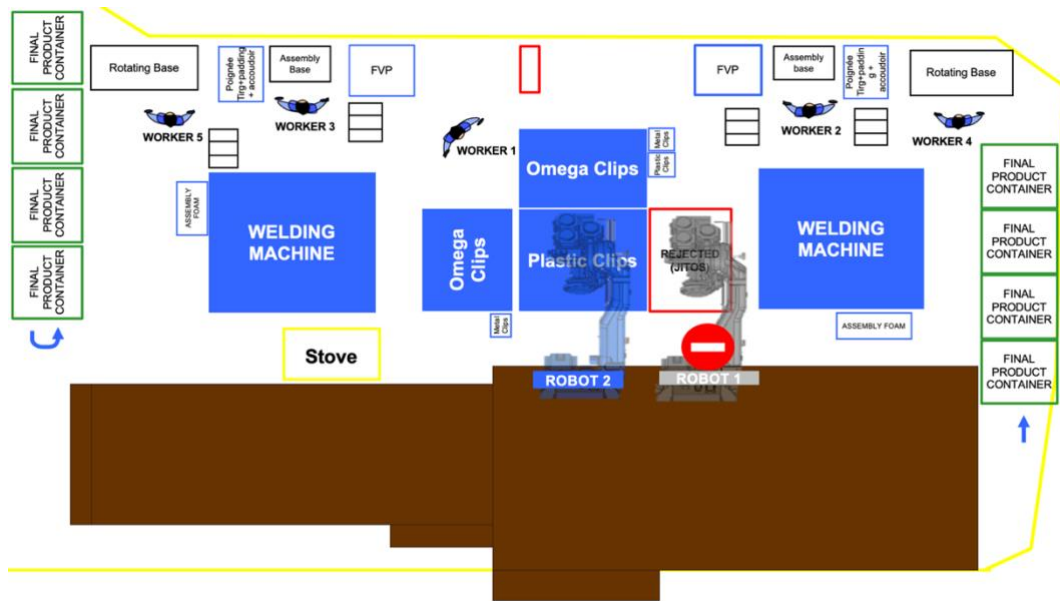 FINAL
PRODUCT
CONTAINER
FINAL
PRODUCT
CONTAINER
FINAL
PRODUCT
CONTAINER
FINAL
PRODUCT
CONTAINER
Rotating Base
Poignée
Tirg+padding
+ accoudoir
Assembly
Base
FVP
FVP
Assembly
base
Poignée
Tirg+paddin
g +
accoudoir
Rotating Base
WORKER 5
WORKER 3
WORKER 1
WORKER 2
WORKER 4
Metal
Clips
Plastic
Clips
Omega Clips
ASSEMBLY
FOAM
WELDING
MACHINE
Omega
Clips
Plastic Clips
REJECTED
(JITOS)
WELDING
MACHINE
Metal
Clips
ASSEMBLY FOAM
Stove
ROBOT 2
ROBOT 1
FINAL
PRODUCT
CONTAINER
FINAL
PRODUCT
CONTAINER
FINAL
PRODUCT
CONTAINER
FINAL
PRODUCT
CONTAINER